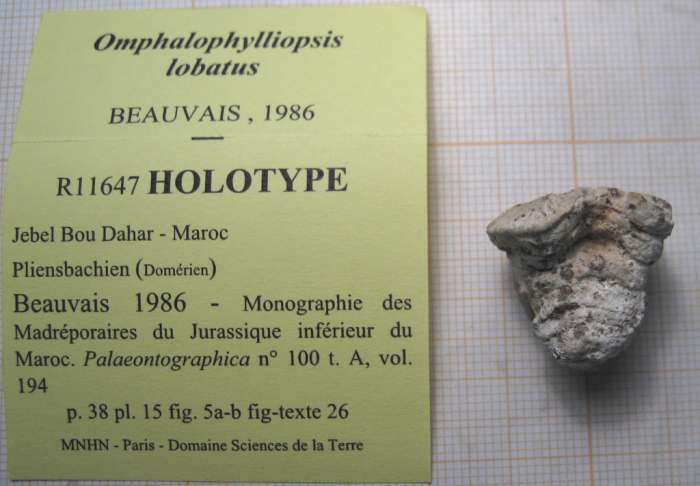 Omphalophylliopsis
lobatus
BEAUVAIS , 1986
R11647 HOLOTYPE
Jebel Bou Dahar - Maroc
Pliensbachien (Domérien)
Beauvais 1986 - Monographie des
Madréporaires du Jurassique inférieur du
Maroc. Palaeontographica n° 100 t. A, vol.
194
p. 38 pl. 15 fig. 5a-b fig-texte 26
MNHN - Paris - Domaine Sciences de la Terre